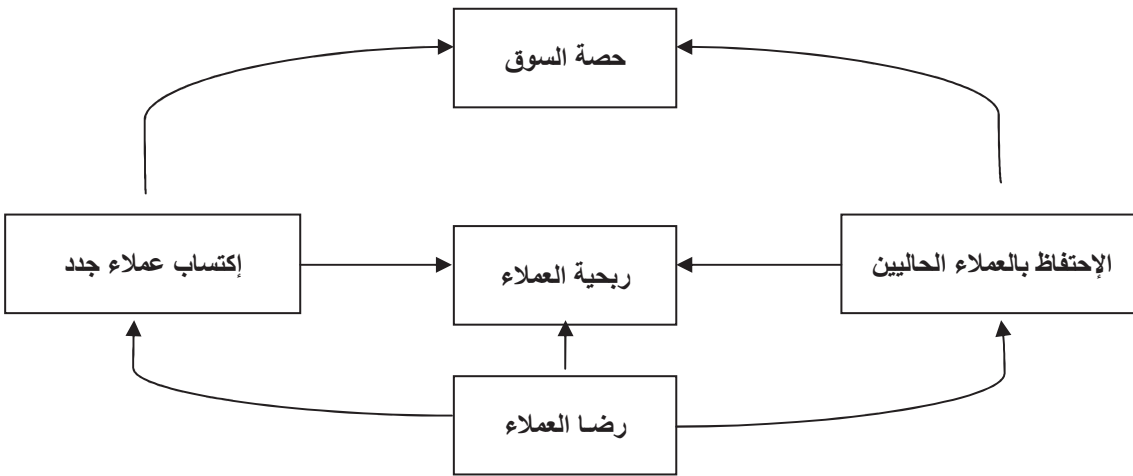 حصة السوق
الإحتفاظ بالعملاء الحاليين
ربحية العملاء
إكتساب عملاء جدد
رضا العملاء